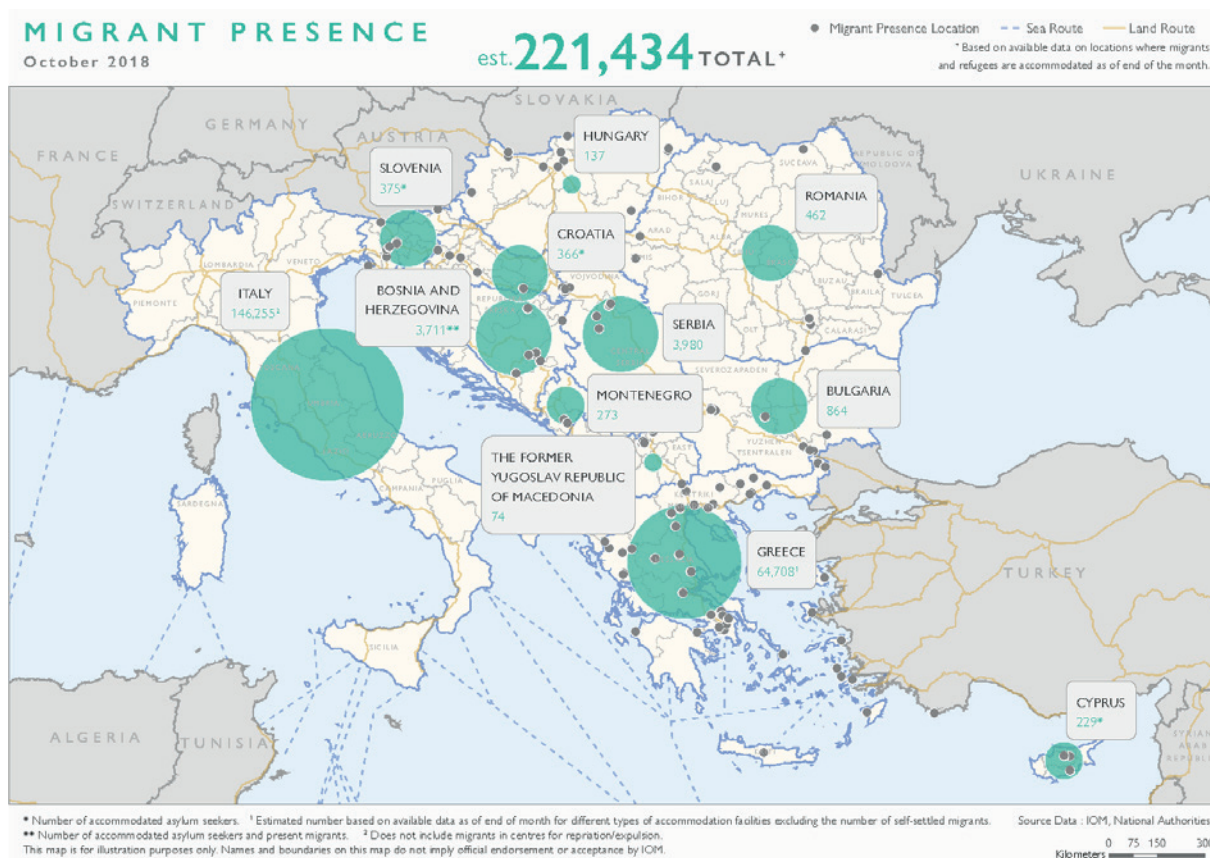 MIGRANT PRESENCE
October 2018
est. 221,434 TOTAL⁺
Migrant Presence Location
Sea Route
Land Route
⁺ Based on available data on locations where migrants
and refugees are accommodated as of end of the month.
SLOVAKIA
GERMANY
AUSTRIA
FRANCE
SWITZERLAND
UKRAINE
REPUBLIC OF
MOLDOVA
HUNGARY
137
SLOVENIA
375*
ROMANIA
462
CROATIA
366*
BOSNIA AND
HERZEGOVINA
3,711**
ITALY
146,255²
SERBIA
3,980
MONTENEGRO
273
BULGARIA
864
THE FORMER
YUGOSLAV REPUBLIC
OF MACEDONIA
74
GREECE
64,708¹
CYPRUS
229*
SUCEAVA
SALAJ
BIHOR
CLUJ
MURES
ARAD
ALBA
BUZAU
BRAILA
TULCEA
GORJ
OLT
CALARASI
VOJVODINA
LOMBARDIA
VENETO
PIEMONTE
SEVEROZAPADEN
YUZHEN
TSENTRALEN
EAST
CAMPANIA
PUGLIA
SARDEGNA
SICILIA
KENTRIKI
TURKEY
ALGERIA
TUNISIA
SYRIAN
ARAB
REPUBLIC
* Number of accommodated asylum seekers. ¹ Estimated number based on available data as of end of month for different types of accommodation facilities excluding the number of self-settled migrants.
** Number of accommodated asylum seekers and present migrants. ² Does not include migrants in centres for repriation/expulsion.
This map is for illustration purposes only. Names and boundaries on this map do not imply official endorsement or acceptance by IOM.
Source Data : IOM, National Authorities
Kilometers
0 75 150 300